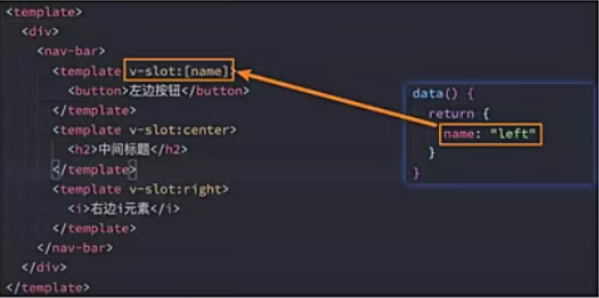 <template>
<div>
<nav-bar>
<template v-slot:[name]>
<button>左边按钮</button>
</template>
<template v-slot:center>
<h2>中间标题</h2>
</template>
<template v-slot:right>
<i>右边i元素</i>
</template>
</nav-bar>
</div>
</template>
data() {
return {
name: "left"
}
}